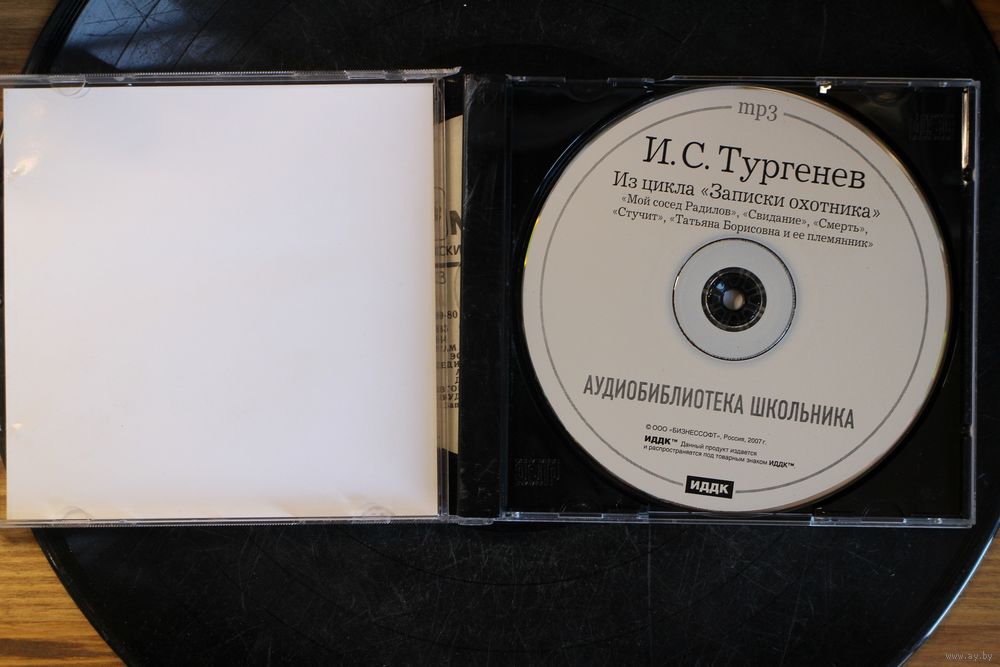 mp3
И. С. Тургенев
Из цикла «Записки охотника»
«Мой сосед Радилов», «Свидание», «Смерть»,
«Стучит», «Татьяна Борисовна и ее племянник»
АУДИОБИБЛИОТЕКА ШКОЛЬНИКА
© ООО «БИЗНЕССОФТ», Россия, 2007 г.
ИДДК™ Данный продукт издается
и распространяется под товарным знаком ИДДК™
ИДДК
www.ay.by